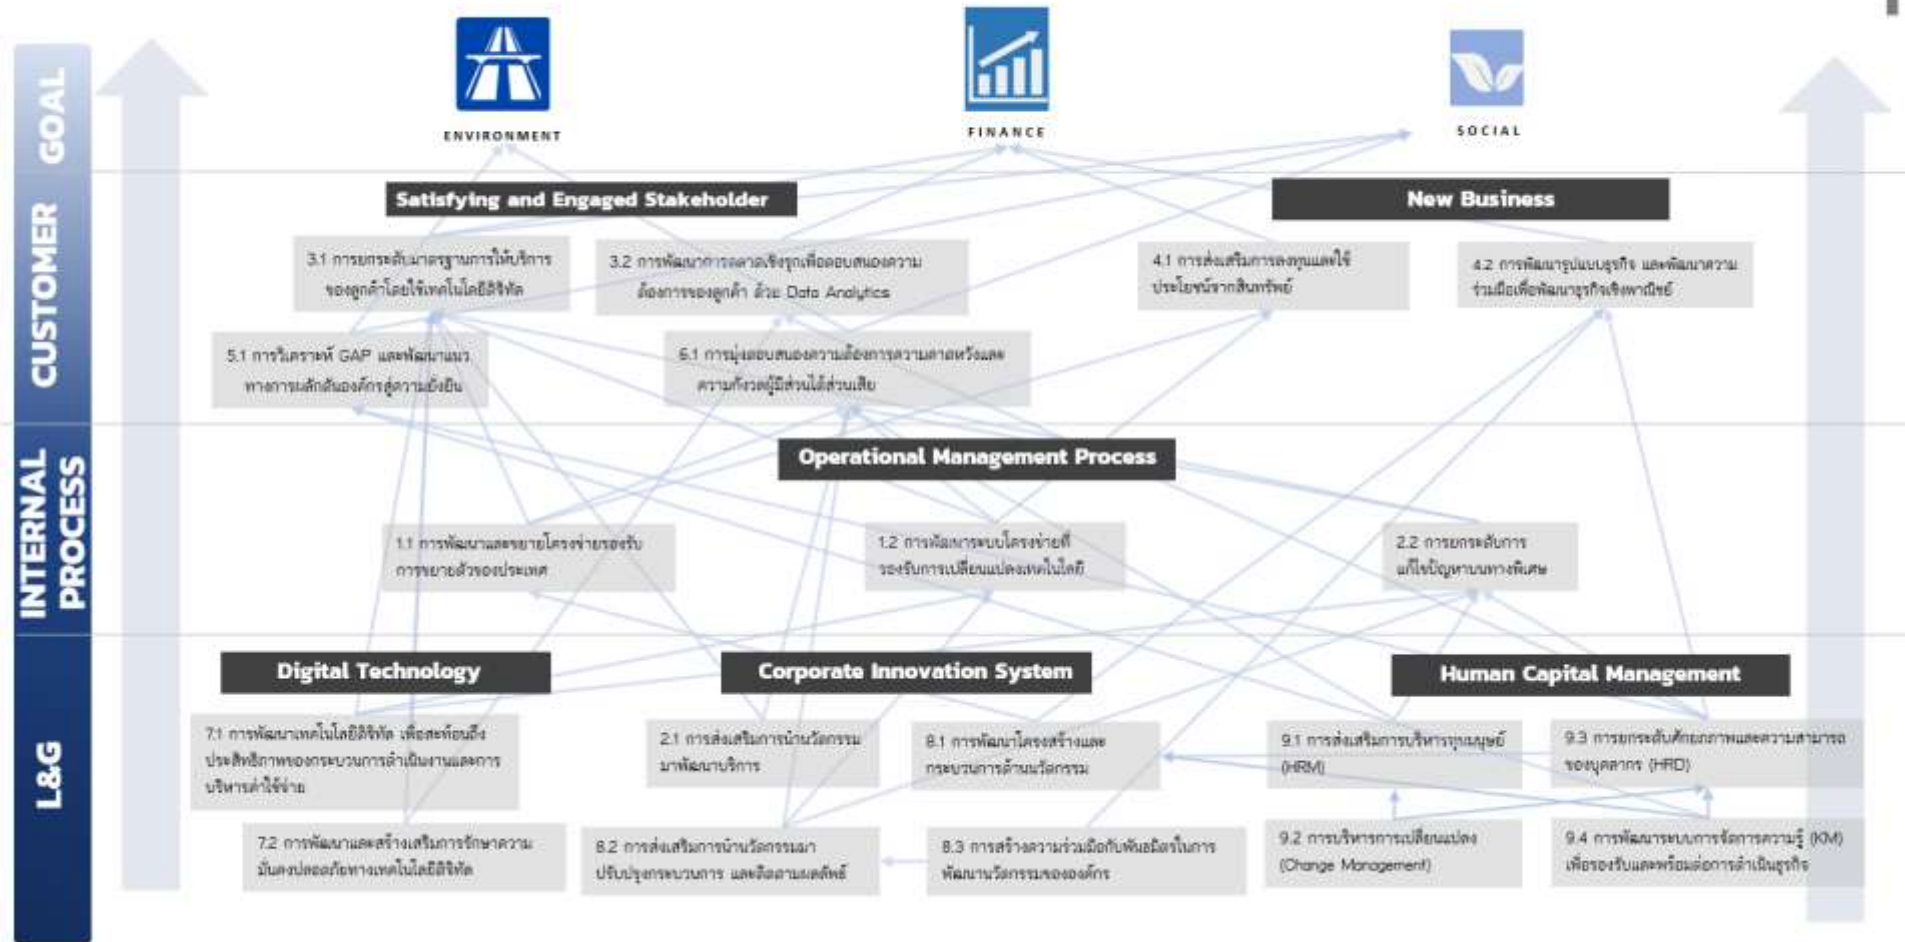 GOAL
ENVIRONMENT
FINANCE
SOCIAL
CUSTOMER
Satisfying and Engaged Stakeholder
New Business
3.1 การยกระดับมาตรฐานการให้บริการ
ของลูกค้าโดยใช้เทคโนโลยีดิจิทัล
3.2 การพัฒนาการตลาดเชิงรุกเพื่อตอบสนองความ
ต้องการของลูกค้า ด้วย Data Analytics
4.1 การส่งเสริมการลงทุนและใช้
ประโยชน์จากสินทรัพย์
4.2 การพัฒนารูปแบบธุรกิจ และพัฒนาความ
ร่วมมือเพื่อพัฒนาธุรกิจเชิงพาณิชย์
5.1 การวิเคราะห์ GAP และพัฒนาแนว
ทางการผลักดันองค์กรสู่ความยั่งยืน
6.1 การมุ่งตอบสนองความต้องการความคาดหวังและ
ความกังวลผู้มีส่วนได้ส่วนเสีย
INTERNAL
PROCESS
Operational Management Process
1.1 การพัฒนาและขยายโครงข่ายรองรับ
การขยายตัวของประเทศ
1.2 การพัฒนาระบบโครงข่ายที่
รองรับการเปลี่ยนแปลงเทคโนโลยี
2.2 การยกระดับการ
แก้ไขปัญหาบนทางพิเศษ
L&G
Digital Technology
Corporate Innovation System
Human Capital Management
7.1 การพัฒนาเทคโนโลยีดิจิทัล เพื่อสะท้อนถึง
ประสิทธิภาพของกระบวนการดำเนินงานและการ
บริหารค่าใช้จ่าย
2.1 การส่งเสริมการนำนวัตกรรม
มาพัฒนาบริการ
8.1 การพัฒนาโครงสร้างและ
กระบวนการด้านนวัตกรรม
9.1 การส่งเสริมการบริหารทุนมนุษย์
(HRM)
9.3 การยกระดับศักยภาพและความสามารถ
ของบุคลากร (HRD)
7.2 การพัฒนาและสร้างเสริมการรักษาความ
มั่นคงปลอดภัยทางเทคโนโลยีดิจิทัล
8.2 การส่งเสริมการนำนวัตกรรมมา
ปรับปรุงกระบวนการ และติดตามผลลัพธ์
8.3 การสร้างความร่วมมือกับพันธมิตรในการ
พัฒนานวัตกรรมขององค์กร
9.2 การบริหารการเปลี่ยนแปลง
(Change Management)
9.4 การพัฒนาระบบการจัดการความรู้ (KM)
เพื่อรองรับและพร้อมต่อการดำเนินธุรกิจ